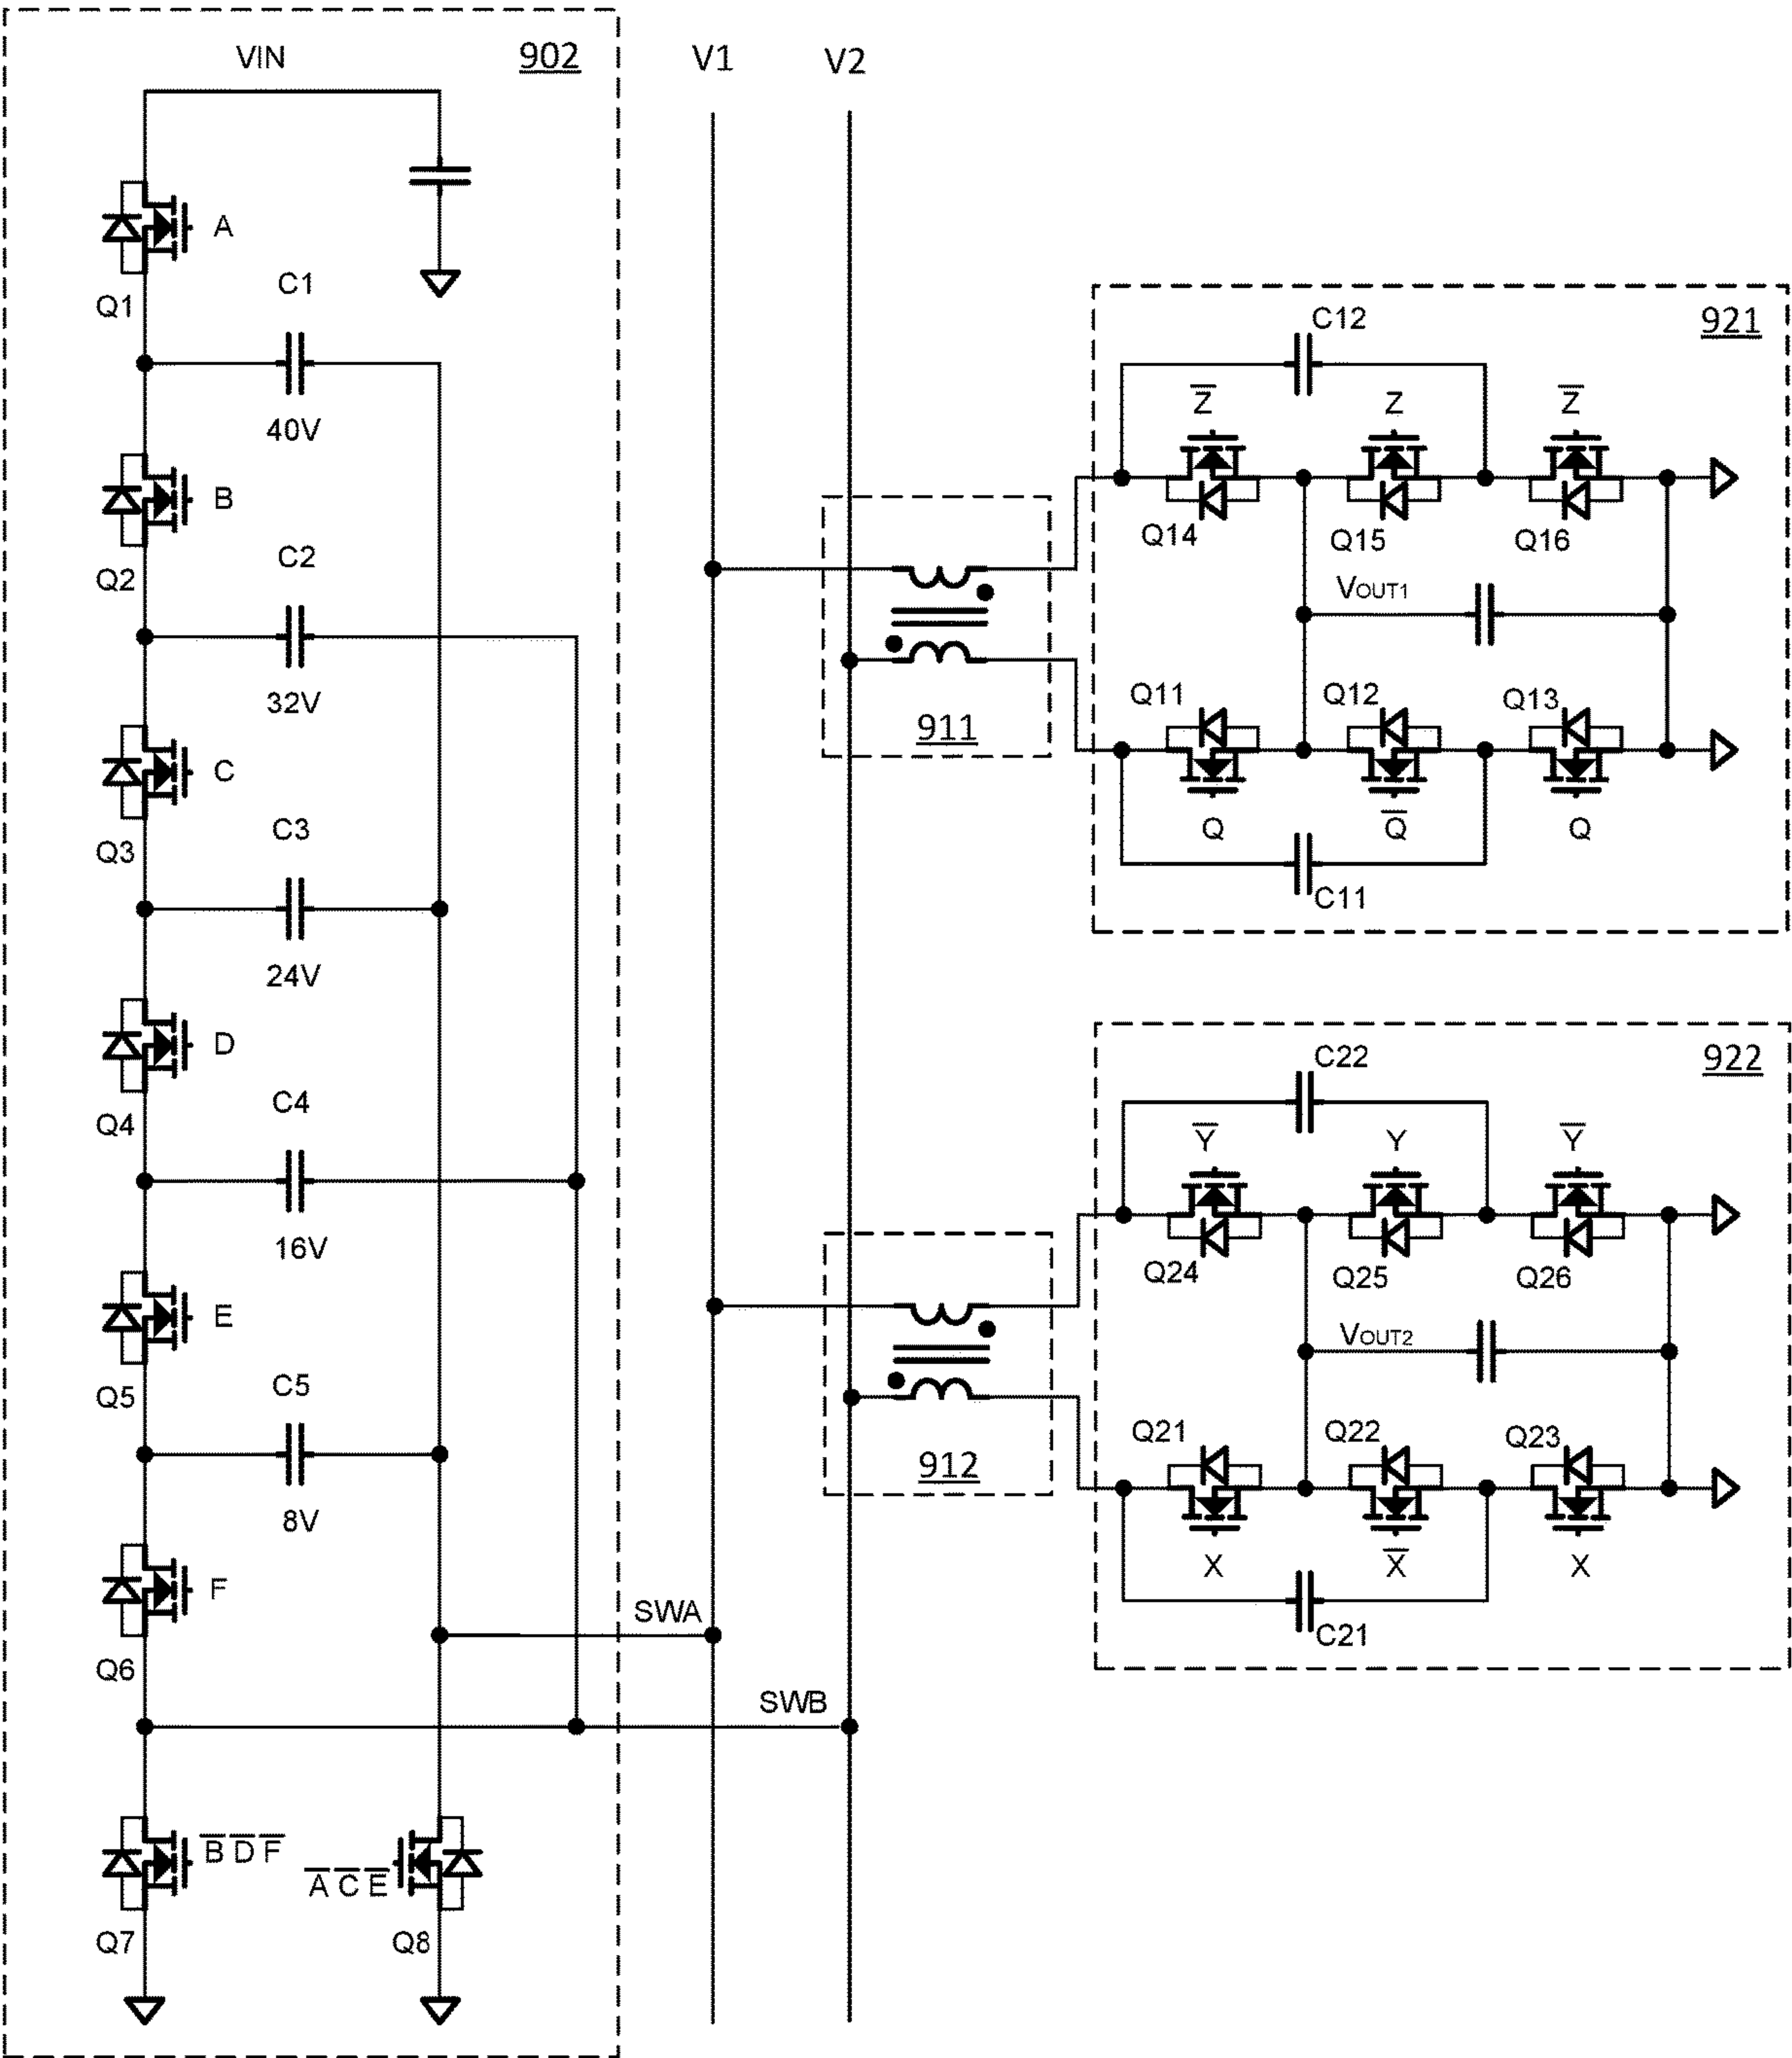 VIN
902
V1
V2
A
Q1
C1
40V
B
Q2
C2
32V
C
Q3
C3
24V
D
Q4
C4
16V
E
Q5
C5
8V
F
Q6
SWA
SWB
B̅ D̅ F̅
Q7
A̅ C̅ E̅
Q8
911
912
921
C12
Z̅ Z Z̅
Q14 Q15 Q16
VOUT1
Q11 Q12 Q13
Q Q̅ Q
C11
922
C22
Y̅ Y Y̅
Q24 Q25 Q26
VOUT2
Q21 Q22 Q23
X X̅ X
C21